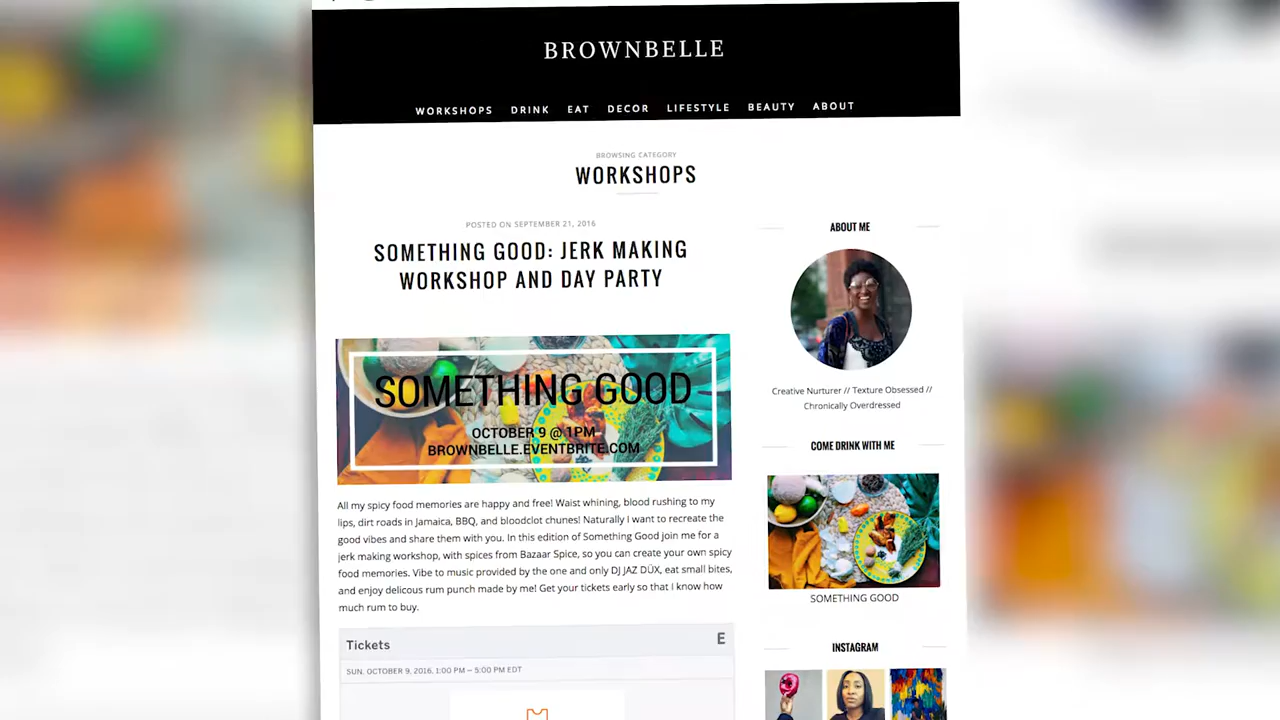 BROWNBELLE
WORKSHOPS DRINK EAT DECOR LIFESTYLE BEAUTY ABOUT
BROWSING CATEGORY
WORKSHOPS
POSTED ON SEPTEMBER 21, 2016
SOMETHING GOOD: JERK MAKING
WORKSHOP AND DAY PARTY
SOMETHING GOOD
OCTOBER 9 @ 1PM
BROWNBELLE.EVENTBRITE.COM
All my spicy food memories are happy and free! Waist whining, blood rushing to my
lips, dirt roads in Jamaica, BBQ, and bloodclot chunes! Naturally I want to recreate the
good vibes and share them with you. In this edition of Something Good join me for a
jerk making workshop, with spices from Bazaar Spice, so you can create your own spicy
food memories. Vibe to music provided by the one and only DJ JAZ DÜX, eat small bites,
and enjoy delicous rum punch made by me! Get your tickets early so that I know how
much rum to buy.
Tickets E
SUN, OCTOBER 9, 2016, 1:00 PM – 5:00 PM EDT
ABOUT ME
Creative Nurturer // Texture Obsessed //
Chronically Overdressed
COME DRINK WITH ME
SOMETHING GOOD
INSTAGRAM